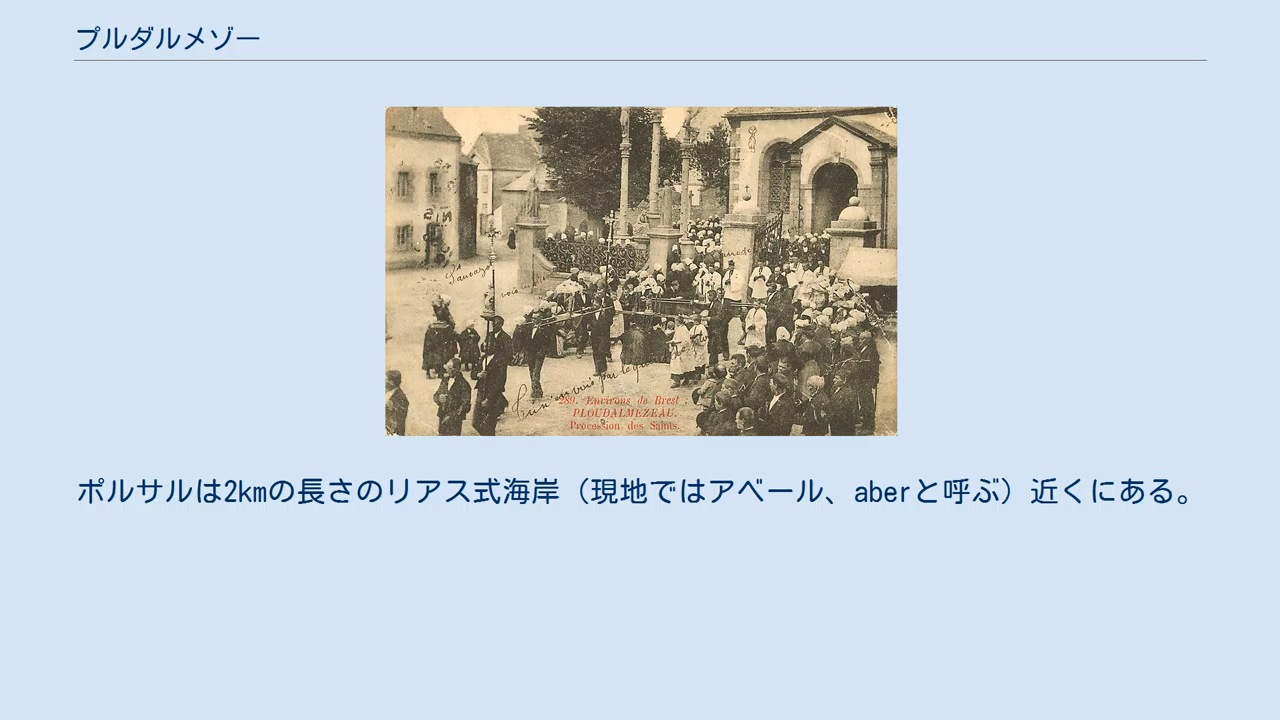 プルダルメゾー
289. Environs de Brest
PLOUDALMEZEAU.
Procession des Saints.
ポルサルは2kmの長さのリアス式海岸（現地ではアベール、aberと呼ぶ）近くにある。